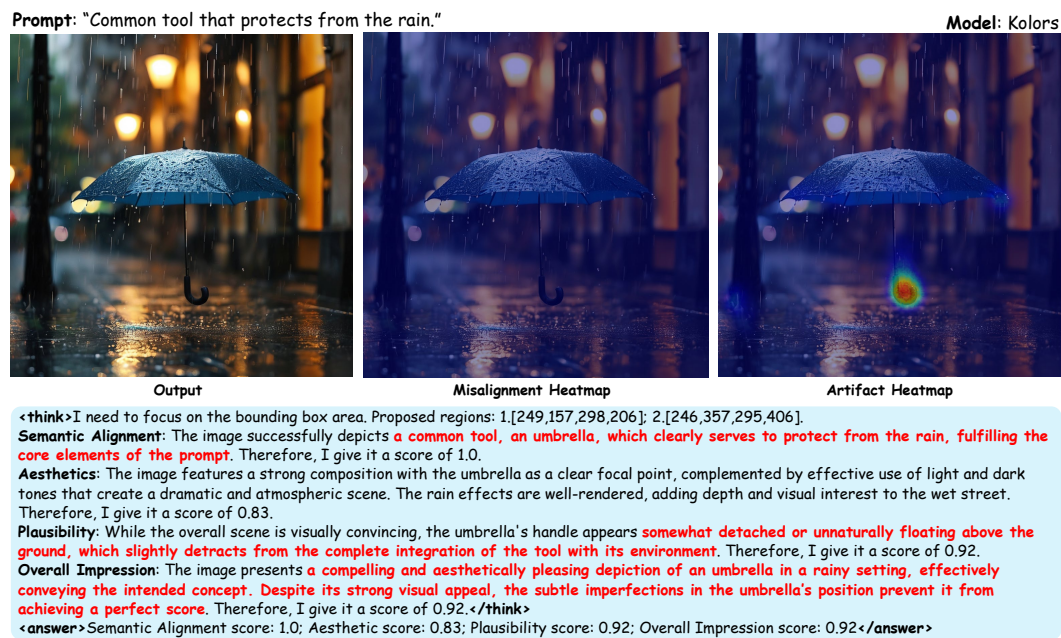 Prompt: “Common tool that protects from the rain.”
Model: Kolors
Output
Misalignment Heatmap
Artifact Heatmap
<think>I need to focus on the bounding box area. Proposed regions: 1.[249,157,298,206]; 2.[246,357,295,406].
Semantic Alignment: The image successfully depicts a common tool, an umbrella, which clearly serves to protect from the rain, fulfilling the
core elements of the prompt. Therefore, I give it a score of 1.0.
Aesthetics: The image features a strong composition with the umbrella as a clear focal point, complemented by effective use of light and dark
tones that create a dramatic and atmospheric scene. The rain effects are well-rendered, adding depth and visual interest to the wet street.
Therefore, I give it a score of 0.83.
Plausibility: While the overall scene is visually convincing, the umbrella's handle appears somewhat detached or unnaturally floating above the
ground, which slightly detracts from the complete integration of the tool with its environment. Therefore, I give it a score of 0.92.
Overall Impression: The image presents a compelling and aesthetically pleasing depiction of an umbrella in a rainy setting, effectively
conveying the intended concept. Despite its strong visual appeal, the subtle imperfections in the umbrella’s position prevent it from
achieving a perfect score. Therefore, I give it a score of 0.92.</think>
<answer>Semantic Alignment score: 1.0; Aesthetic score: 0.83; Plausibility score: 0.92; Overall Impression score: 0.92</answer>